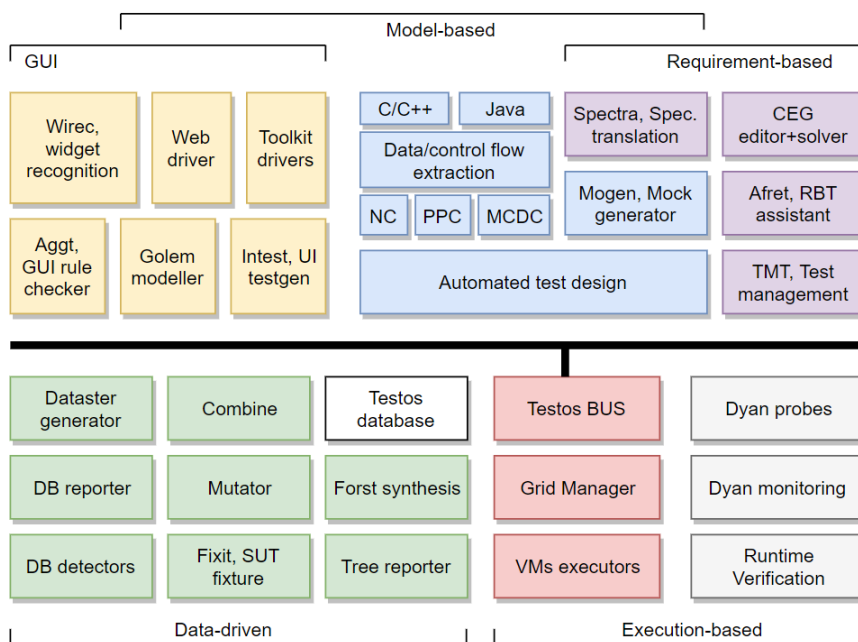 Model-based
GUI
Requirement-based
Wirec,
widget
recognition
Web
driver
Toolkit
drivers
C/C++
Java
Data/control flow
extraction
NC
PPC
MCDC
Spectra, Spec.
translation
CEG
editor+solver
Mogen, Mock
generator
Afret, RBT
assistant
Aggt,
GUI rule
checker
Golem
modeller
Intest, UI
testgen
Automated test design
TMT, Test
management
Dataster
generator
Combine
Testos
database
Testos BUS
Dyan probes
DB reporter
Mutator
Forst synthesis
Grid Manager
Dyan monitoring
DB detectors
Fixit, SUT
fixture
Tree reporter
VMs executors
Runtime
Verification
Data-driven
Execution-based